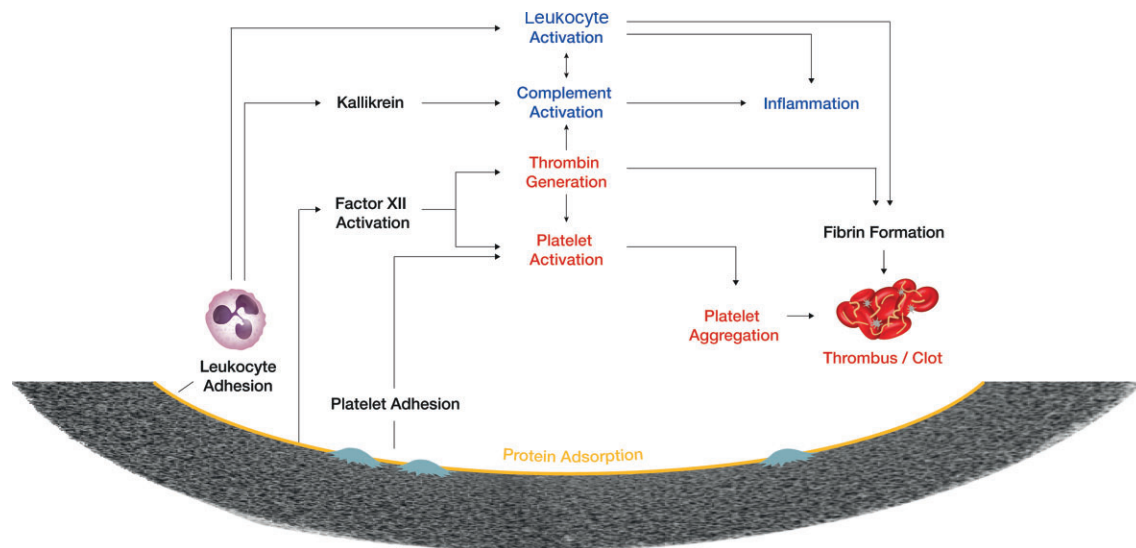 Leukocyte
Activation
Kallikrein
Complement
Activation
Inflammation
Thrombin
Generation
Factor XII
Activation
Platelet
Activation
Fibrin Formation
Platelet
Aggregation
Thrombus / Clot
Leukocyte
Adhesion
Platelet Adhesion
Protein Adsorption